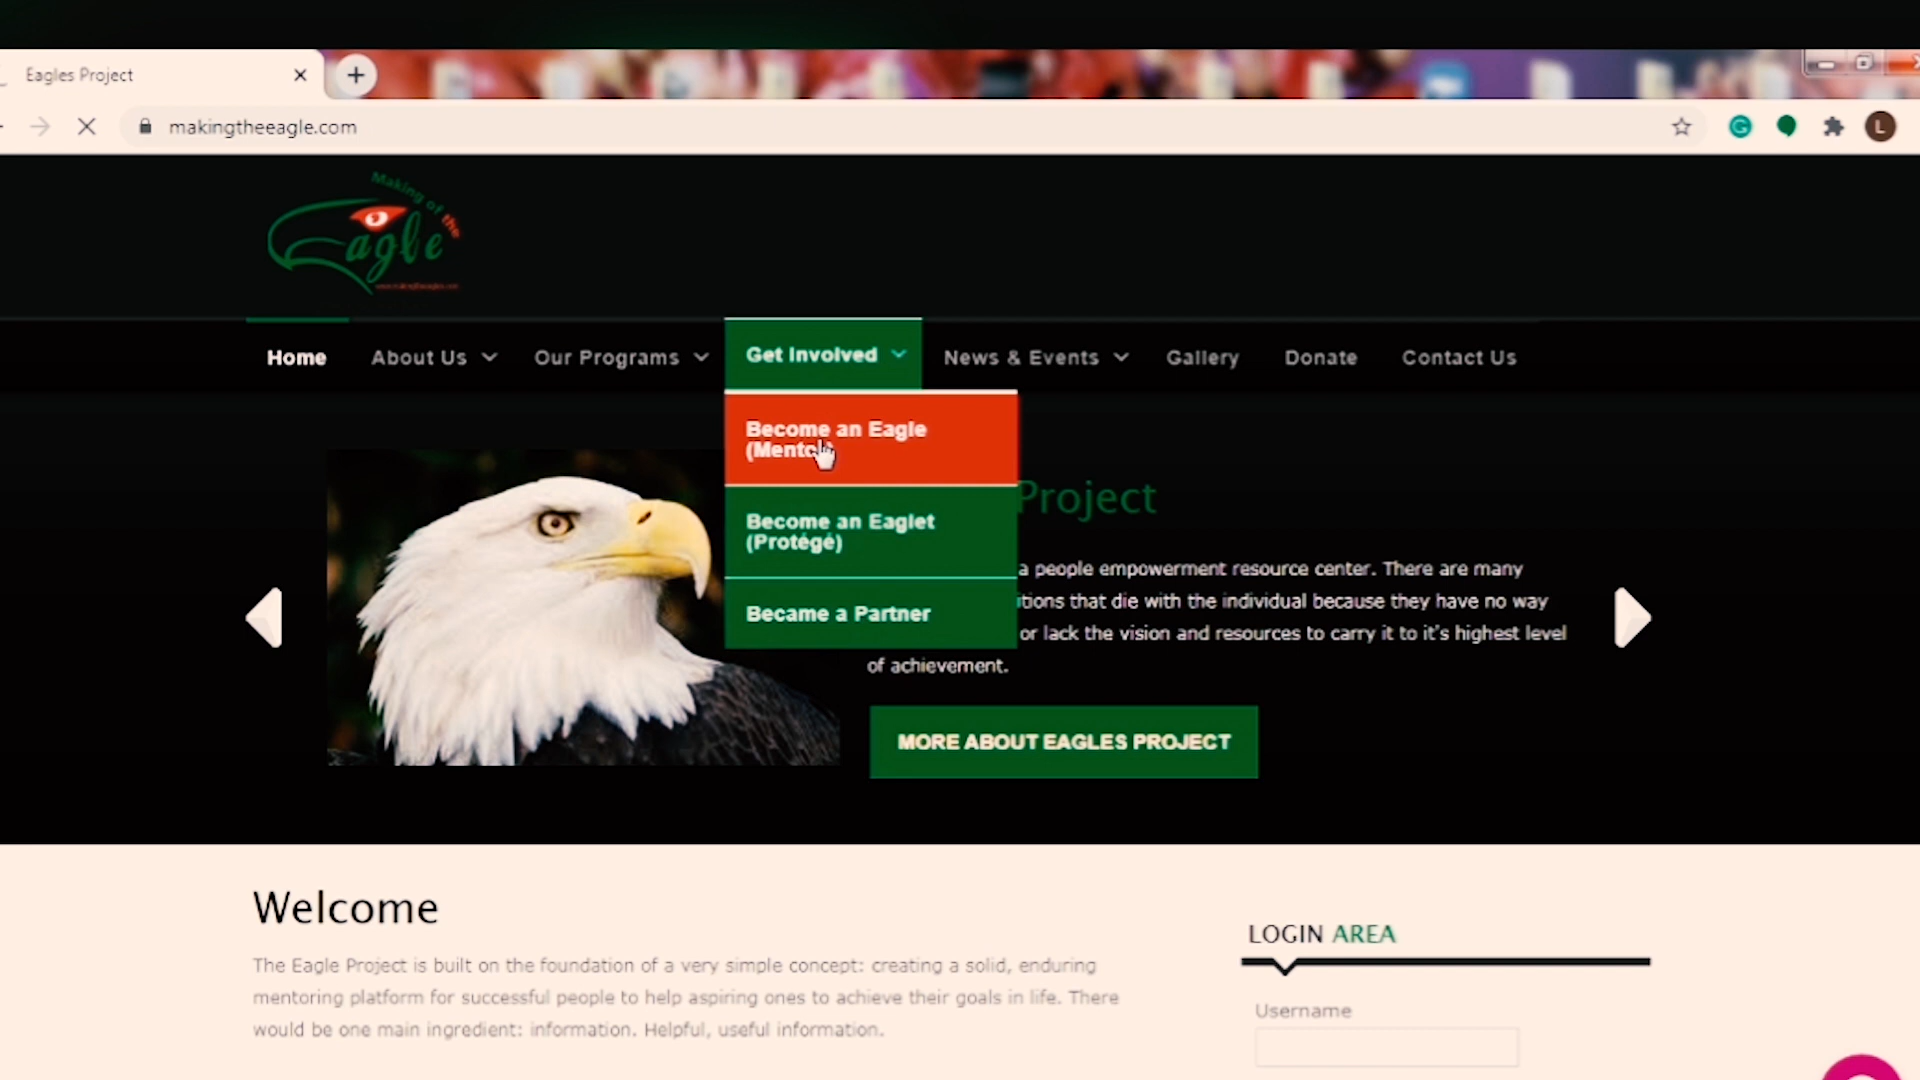 Eagles Project
makingtheeagle.com
L
Making of the
Eagle
Home
About Us
Our Programs
Get Involved
News & Events
Gallery
Donate
Contact Us
Become an Eagle
Become an Eaglet
(Protégé)
Became a Partner
Project
a people empowerment resource center. There are many
that die with the individual because they have no way
or lack the vision and resources to carry it to it's highest level
of achievement.
MORE ABOUT EAGLES PROJECT
Welcome
The Eagle Project is built on the foundation of a very simple concept: creating a solid, enduring
mentoring platform for successful people to help aspiring ones to achieve their goals in life. There
would be one main ingredient: information. Helpful, useful information.
LOGIN AREA
Username